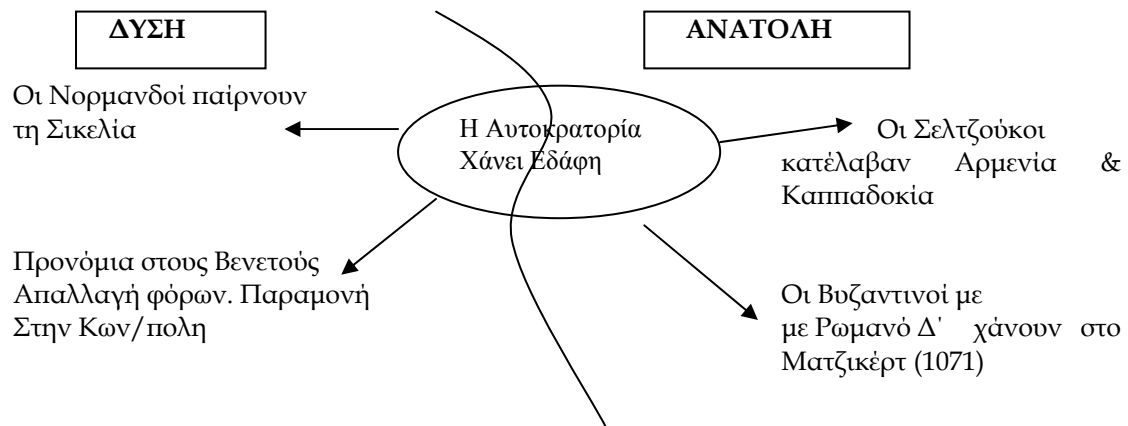 ΔΥΣΗ
ΑΝΑΤΟΛΗ
Οι Νορμανδοί παίρνουν
τη Σικελία
Η Αυτοκρατορία
Χάνει Εδάφη
Οι Σελτζούκοι
κατέλαβαν Αρμενία &
Καππαδοκία
Προνόμια στους Βενετούς
Απαλλαγή φόρων. Παραμονή
Στην Κων/πολη
Οι Βυζαντινοί με
με Ρωμανό Δ΄ χάνουν στο
Ματζικέρτ (1071)